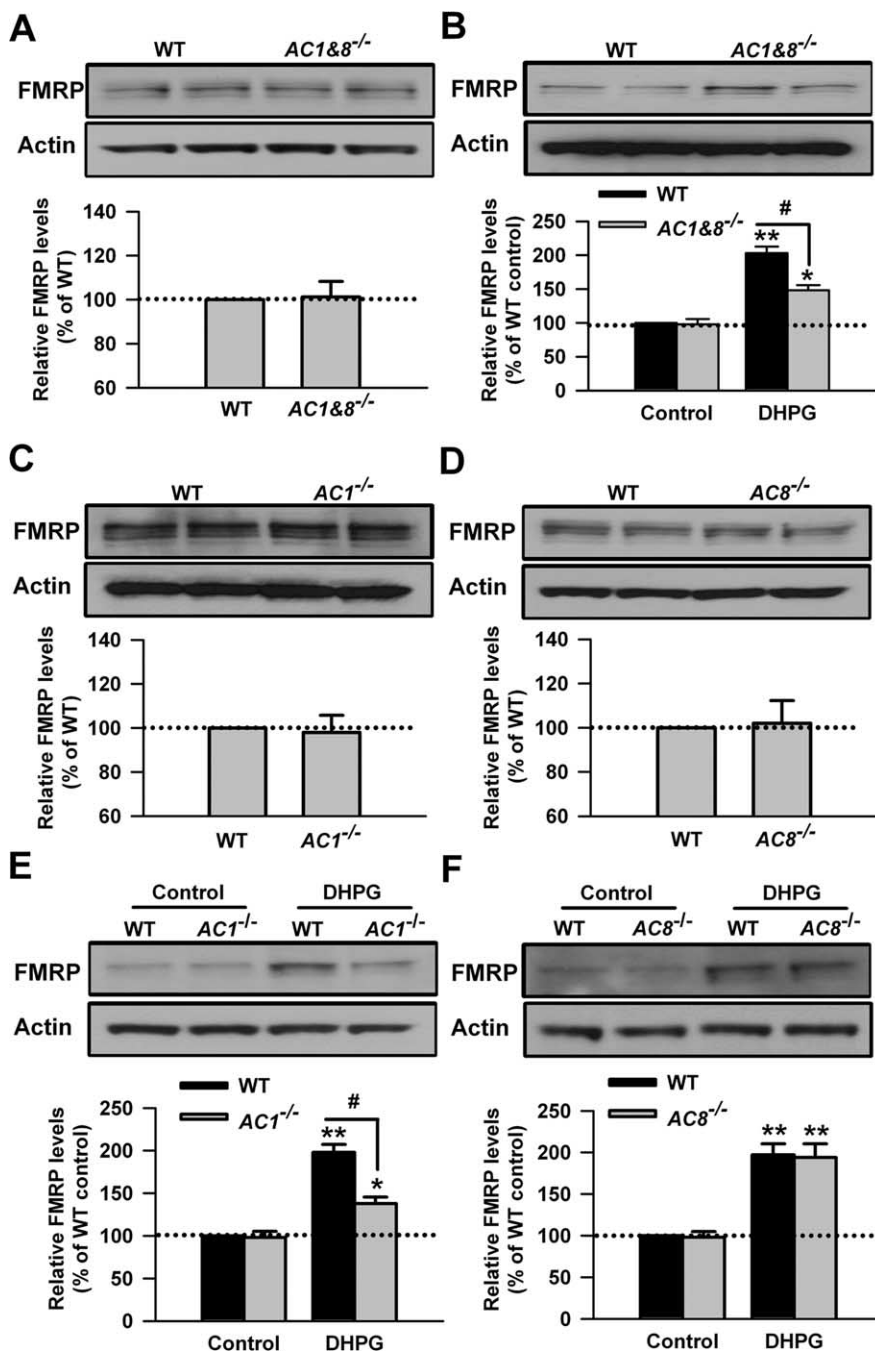 A
WT AC1&8-/-
FMRP
Actin
Relative FMRP levels
(% of WT)
140
120
100
80
60
WT AC1&8-/-
B
WT AC1&8-/-
FMRP
Actin
WT
AC1&8-/-
#
**
*
Relative FMRP levels
(% of WT control)
250
200
150
100
50
0
Control DHPG
C
WT AC1-/-
FMRP
Actin
Relative FMRP levels
(% of WT)
140
120
100
80
60
WT AC1-/-
D
WT AC8-/-
FMRP
Actin
Relative FMRP levels
(% of WT)
140
120
100
80
60
WT AC8-/-
E
Control DHPG
WT AC1-/- WT AC1-/-
FMRP
Actin
WT
AC1-/-
#
**
*
Relative FMRP levels
(% of WT control)
250
200
150
100
50
0
Control DHPG
F
Control DHPG
WT AC8-/- WT AC8-/-
FMRP
Actin
WT
AC8-/-
** **
Relative FMRP levels
(% of WT control)
250
200
150
100
50
0
Control DHPG